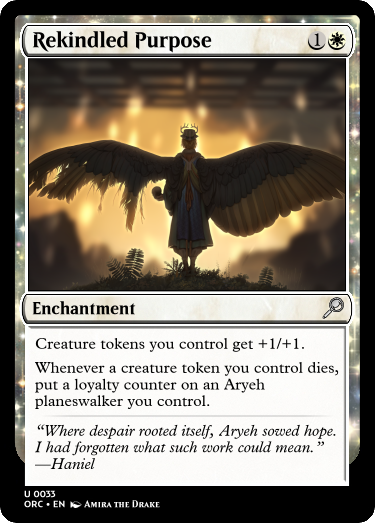 Rekindled Purpose 1
Enchantment
Creature tokens you control get +1/+1.
Whenever a creature token you control dies,
put a loyalty counter on an Aryeh
planeswalker you control.
“Where despair rooted itself, Aryeh sowed hope.
I had forgotten what such work could mean.”
—Haniel
U 0033
ORC • EN Amira the Drake